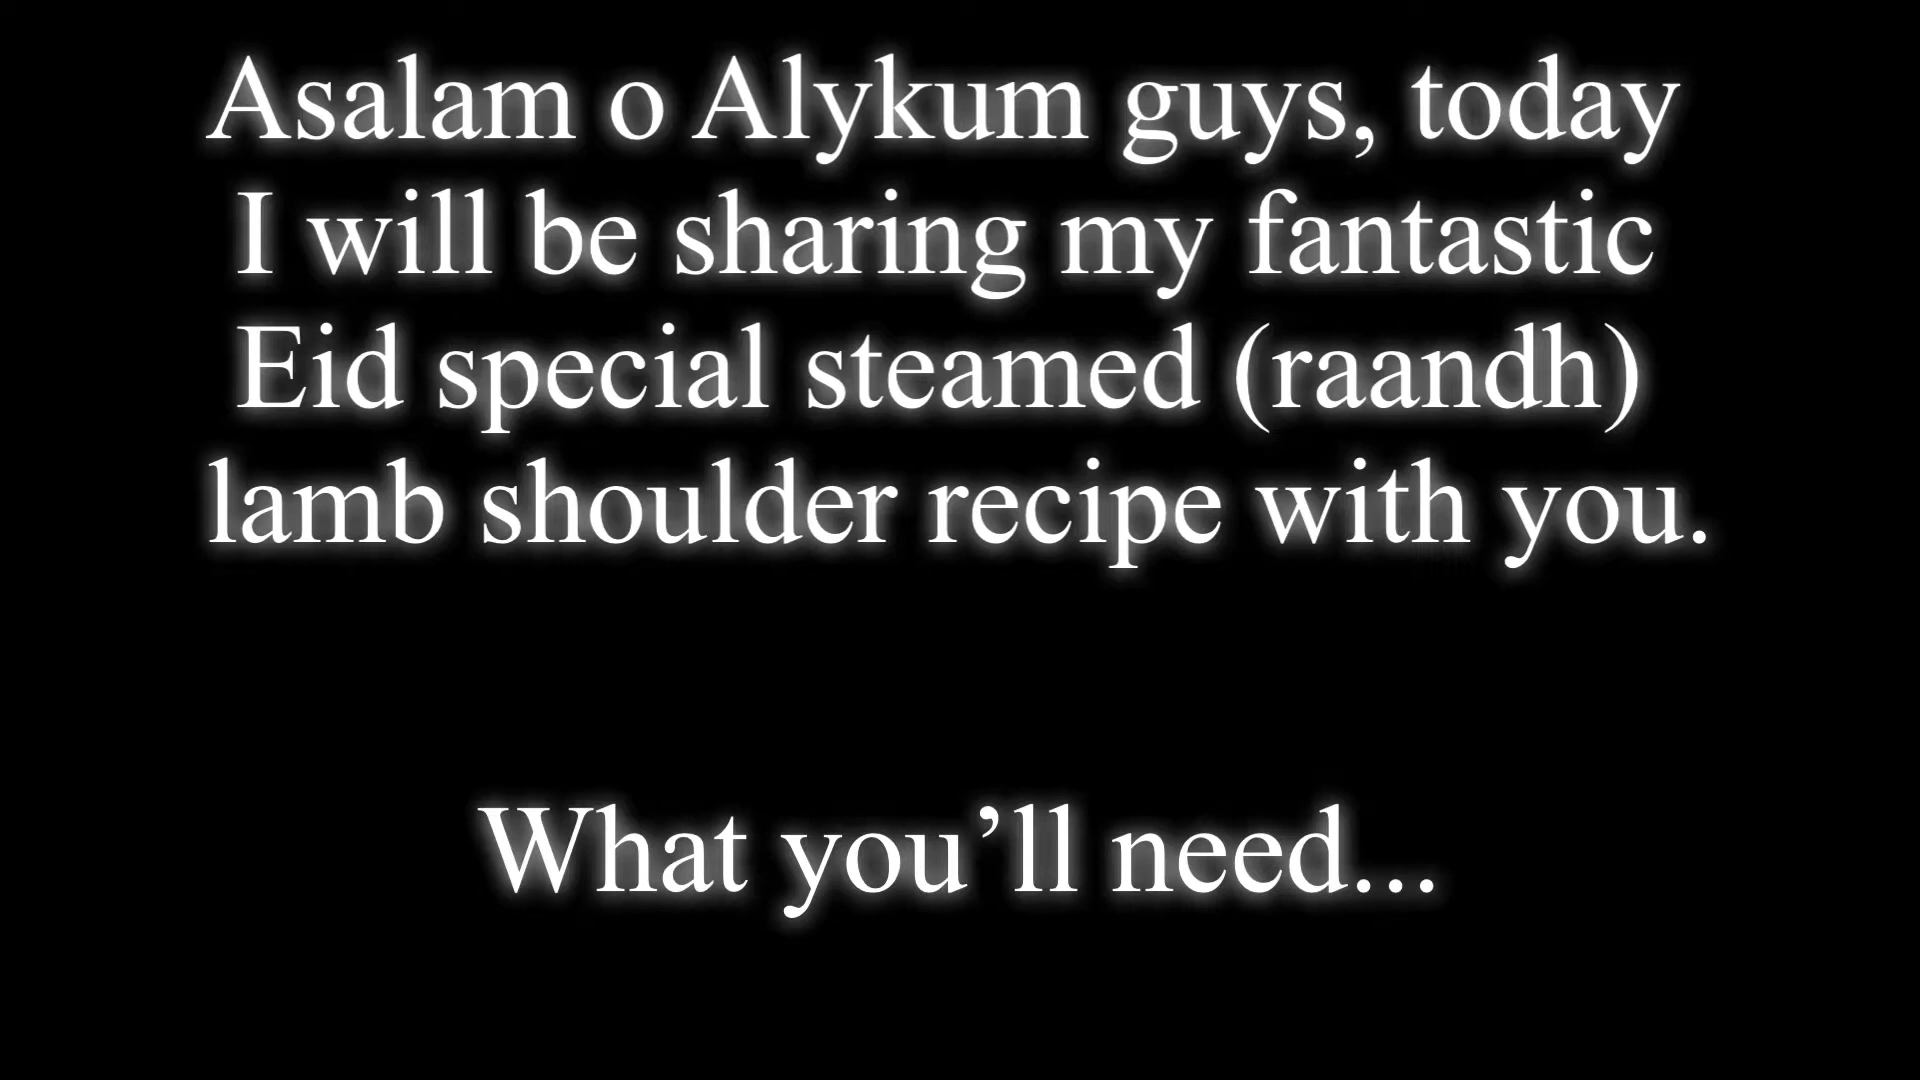 Asalam o Alykum guys, today
I will be sharing my fantastic
Eid special steamed (raandh)
lamb shoulder recipe with you.
What you’ll need...